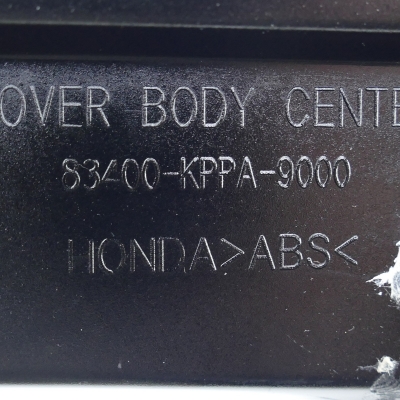 OVER BODY CENTE
83400-KPPA-9000
HONDA>ABS<